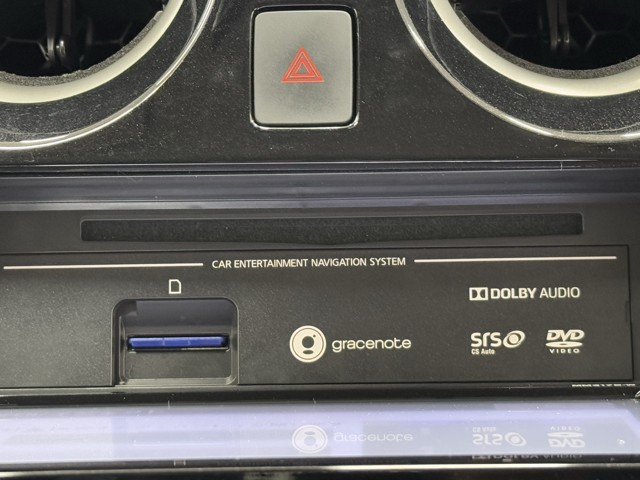 CAR ENTERTAINMENT NAVIGATION SYSTEM
DOLBY AUDIO
gracenote
SRS
CS Auto
DVD
VIDEO